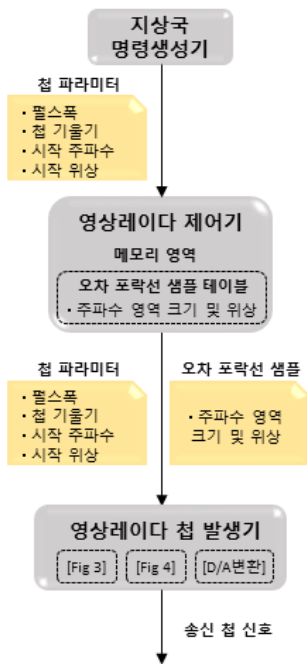 지상국
명령생성기
첩 파라미터
· 펄스폭
· 첩 기울기
· 시작 주파수
· 시작 위상
영상레이다 제어기
메모리 영역
오차 포락선 샘플 테이블
· 주파수 영역 크기 및 위상
첩 파라미터
· 펄스폭
· 첩 기울기
· 시작 주파수
· 시작 위상
오차 포락선 샘플
· 주파수 영역
크기 및 위상
영상레이다 첩 발생기
[Fig 3] [Fig 4] [D/A변환]
송신 첩 신호